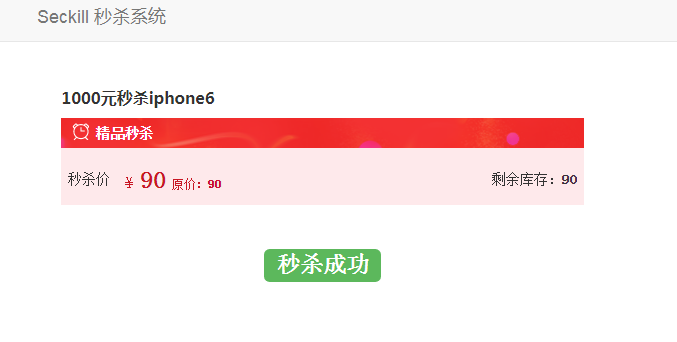 Seckill 秒杀系统
1000元秒杀iphone6
精品秒杀
秒杀价 ¥ 90 原价：90 剩余库存：90
秒杀成功